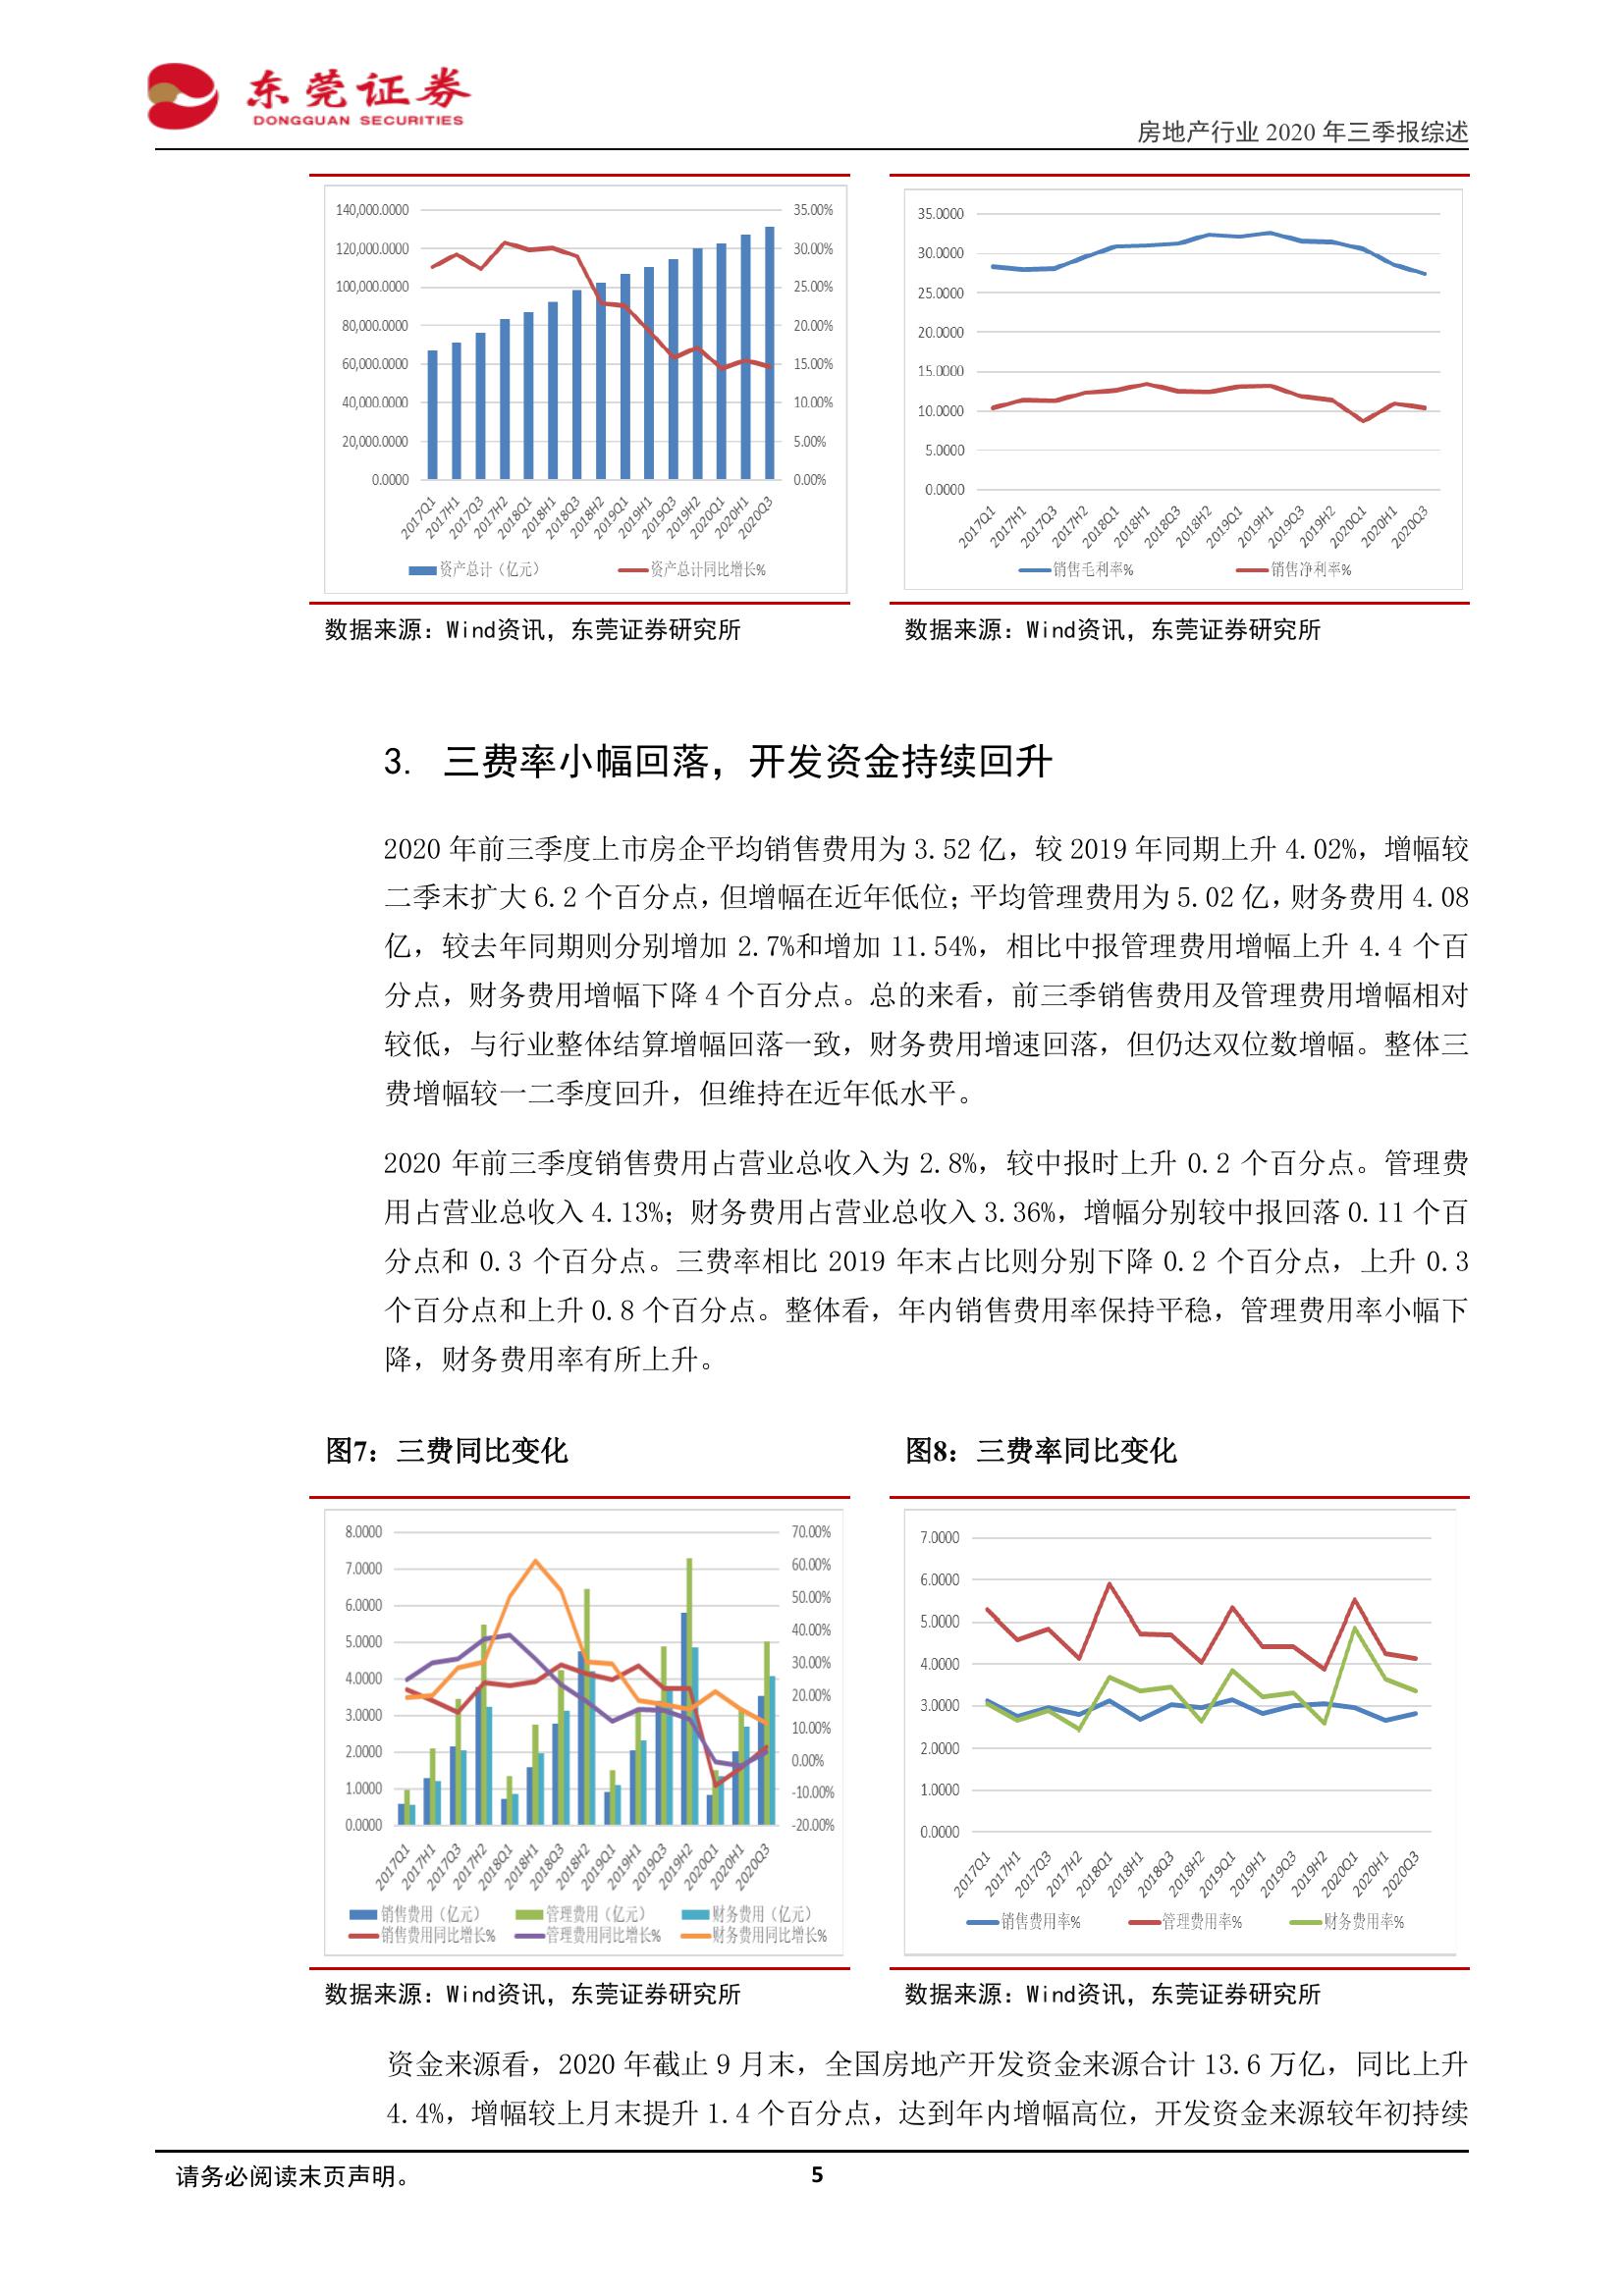 东莞证券
DONGGUAN SECURITIES
房地产行业 2020 年三季报综述
140,000.0000
120,000.0000
100,000.0000
80,000.0000
60,000.0000
40,000.0000
20,000.0000
0.0000
35.00%
30.00%
25.00%
20.00%
15.00%
10.00%
5.00%
0.00%
2017Q1
2017H1
2017Q3
2017H2
2018Q1
2018H1
2018Q3
2018H2
2019Q1
2019H1
2019Q3
2019H2
2020Q1
2020H1
2020Q3
资产总计（亿元） 资产总计同比增长%
35.0000
30.0000
25.0000
20.0000
15.0000
10.0000
5.0000
0.0000
2017Q1
2017H1
2017Q3
2017H2
2018Q1
2018H1
2018Q3
2018H2
2019Q1
2019H1
2019Q3
2019H2
2020Q1
2020H1
2020Q3
销售毛利率% 销售净利率%
数据来源：Wind资讯，东莞证券研究所
数据来源：Wind资讯，东莞证券研究所
3. 三费率小幅回落，开发资金持续回升
2020 年前三季度上市房企平均销售费用为 3.52 亿，较 2019 年同期上升 4.02%，增幅较
二季末扩大 6.2 个百分点，但增幅在近年低位；平均管理费用为 5.02 亿，财务费用 4.08
亿，较去年同期则分别增加 2.7%和增加 11.54%，相比中报管理费用增幅上升 4.4 个百
分点，财务费用增幅下降 4 个百分点。总的来看，前三季销售费用及管理费用增幅相对
较低，与行业整体结算增幅回落一致，财务费用增速回落，但仍达双位数增幅。整体三
费增幅较一二季度回升，但维持在近年低水平。
2020 年前三季度销售费用占营业总收入为 2.8%，较中报时上升 0.2 个百分点。管理费
用占营业总收入 4.13%；财务费用占营业总收入 3.36%，增幅分别较中报回落 0.11 个百
分点和 0.3 个百分点。三费率相比 2019 年末占比则分别下降 0.2 个百分点，上升 0.3
个百分点和上升 0.8 个百分点。整体看，年内销售费用率保持平稳，管理费用率小幅下
降，财务费用率有所上升。
图7：三费同比变化
图8：三费率同比变化
8.0000
7.0000
6.0000
5.0000
4.0000
3.0000
2.0000
1.0000
0.0000
70.00%
60.00%
50.00%
40.00%
30.00%
20.00%
10.00%
0.00%
-10.00%
-20.00%
2017Q1
2017H1
2017Q3
2017H2
2018Q1
2018H1
2018Q3
2018H2
2019Q1
2019H1
2019Q3
2019H2
2020Q1
2020H1
2020Q3
销售费用（亿元） 管理费用（亿元） 财务费用（亿元）
销售费用同比增长% 管理费用同比增长% 财务费用同比增长%
7.0000
6.0000
5.0000
4.0000
3.0000
2.0000
1.0000
0.0000
2017Q1
2017H1
2017Q3
2017H2
2018Q1
2018H1
2018Q3
2018H2
2019Q1
2019H1
2019Q3
2019H2
2020Q1
2020H1
2020Q3
销售费用率% 管理费用率% 财务费用率%
数据来源：Wind资讯，东莞证券研究所
数据来源：Wind资讯，东莞证券研究所
资金来源看，2020 年截止 9 月末，全国房地产开发资金来源合计 13.6 万亿，同比上升
4.4%，增幅较上月末提升 1.4 个百分点，达到年内增幅高位，开发资金来源较年初持续
请务必阅读末页声明。
5